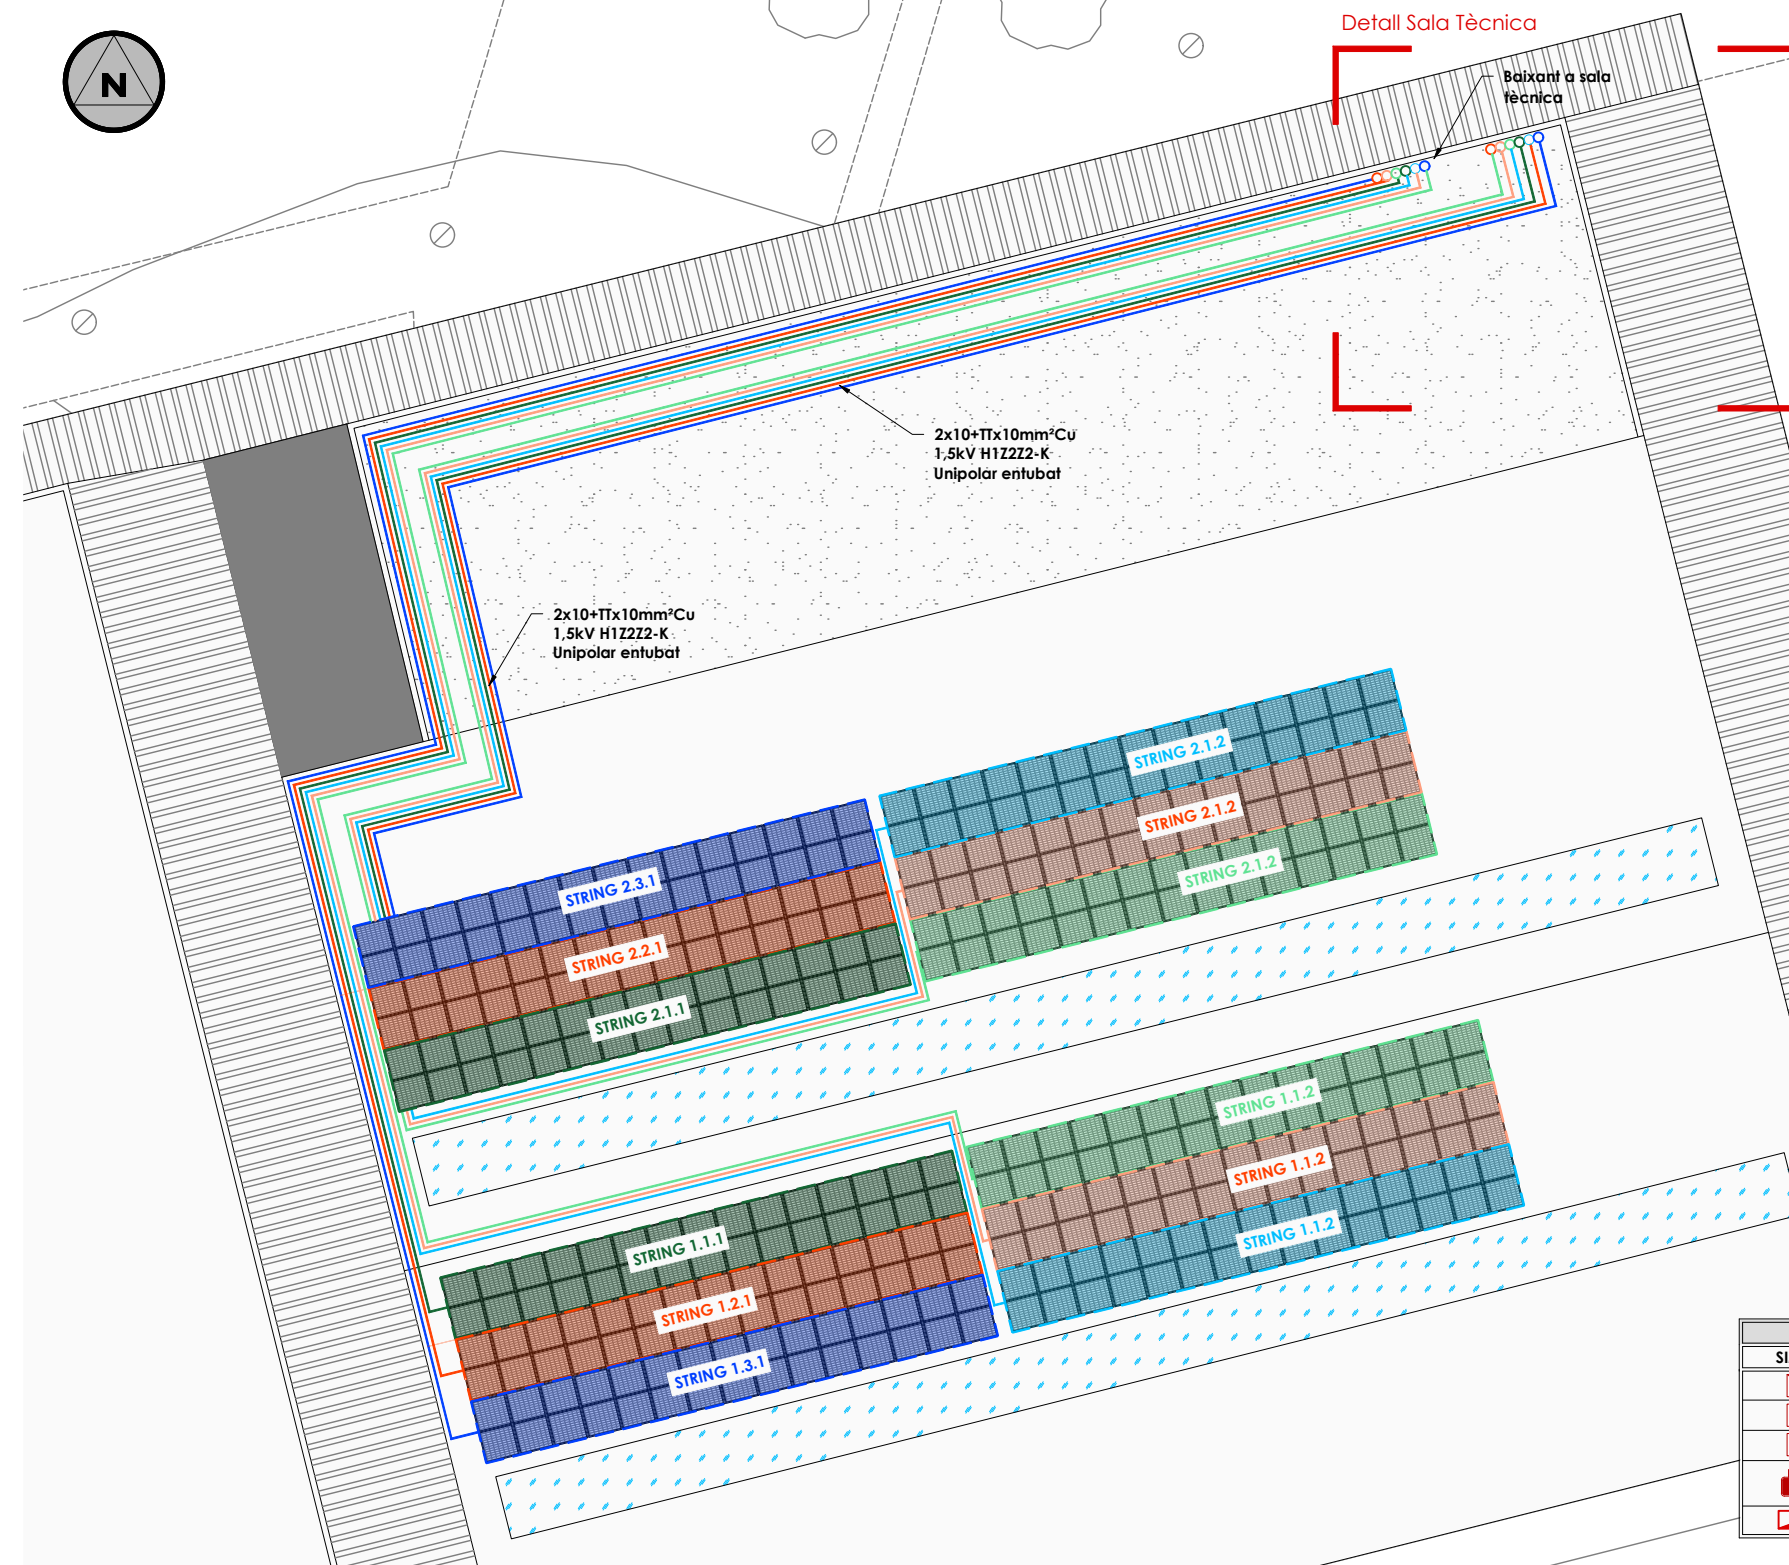 Detall Sala Tècnica
N
Baixant a sala
tècnica
2x10+TTx10mm²Cu
1,5kV H1Z2Z2-K
Unipolar entubat
2x10+TTx10mm²Cu
1,5kV H1Z2Z2-K
Unipolar entubat
STRING 2.1.2
STRING 2.1.2
STRING 2.1.2
STRING 2.3.1
STRING 2.2.1
STRING 2.1.1
STRING 1.1.2
STRING 1.1.2
STRING 1.1.2
STRING 1.1.1
STRING 1.2.1
STRING 1.3.1